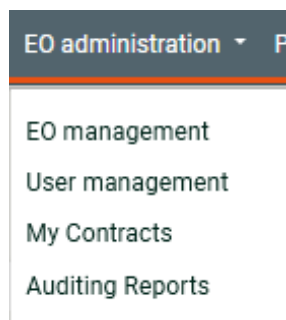 EO administration
EO management
User management
My Contracts
Auditing Reports